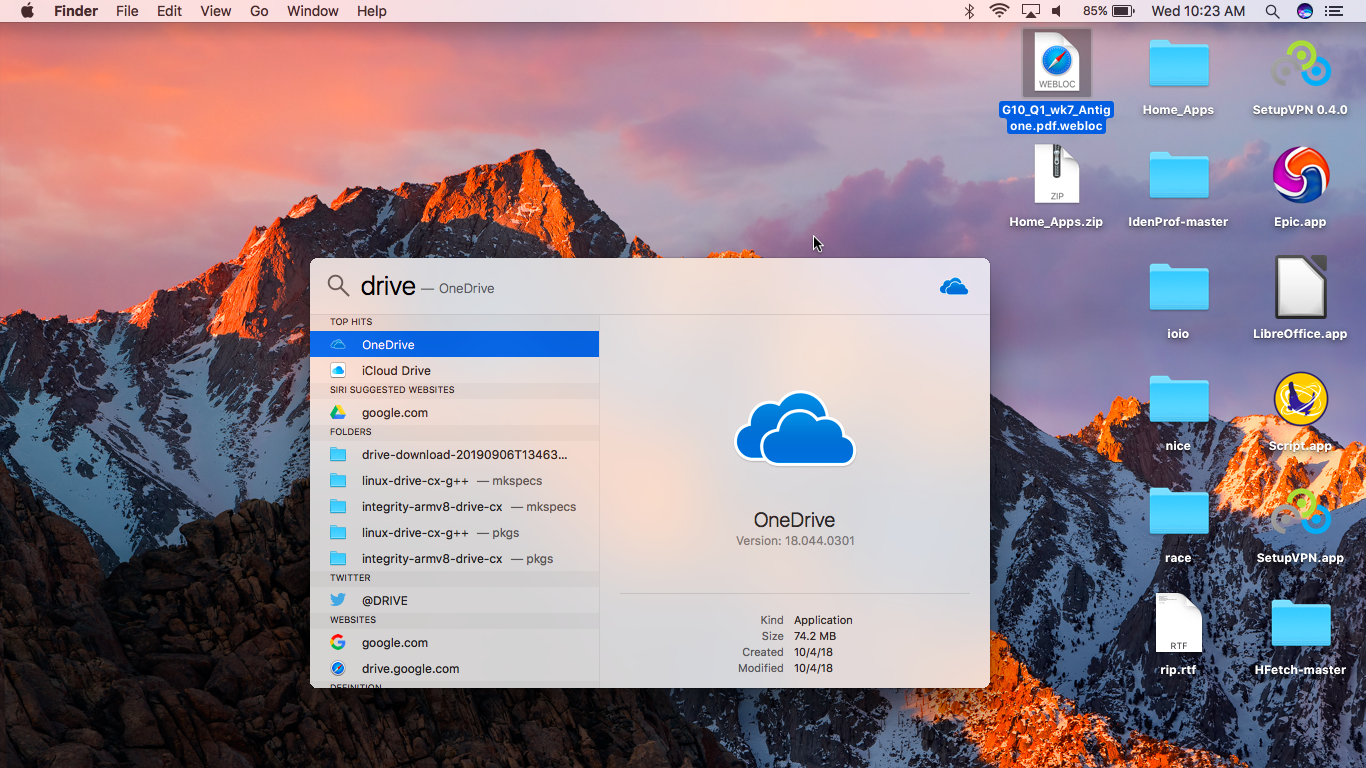 Finder File Edit View Go Window Help 85% Wed 10:23 AM
WEBLOC
G10_Q1_wk7_Antig
one.pdf.webloc
Home_Apps
SetupVPN 0.4.0
ZIP
Home_Apps.zip
IdenProf-master
Epic.app
ioio
LibreOffice.app
nice
Script.app
race
SetupVPN.app
RTF
rip.rtf
HFetch-master
drive — OneDrive
TOP HITS
OneDrive
iCloud Drive
SIRI SUGGESTED WEBSITES
google.com
FOLDERS
drive-download-20190906T13463...
linux-drive-cx-g++ — mkspecs
integrity-armv8-drive-cx — mkspecs
linux-drive-cx-g++ — pkgs
integrity-armv8-drive-cx — pkgs
TWITTER
@DRIVE
WEBSITES
google.com
drive.google.com
DEFINITION
OneDrive
Version: 18.044.0301
Kind Application
Size 74.2 MB
Created 10/4/18
Modified 10/4/18